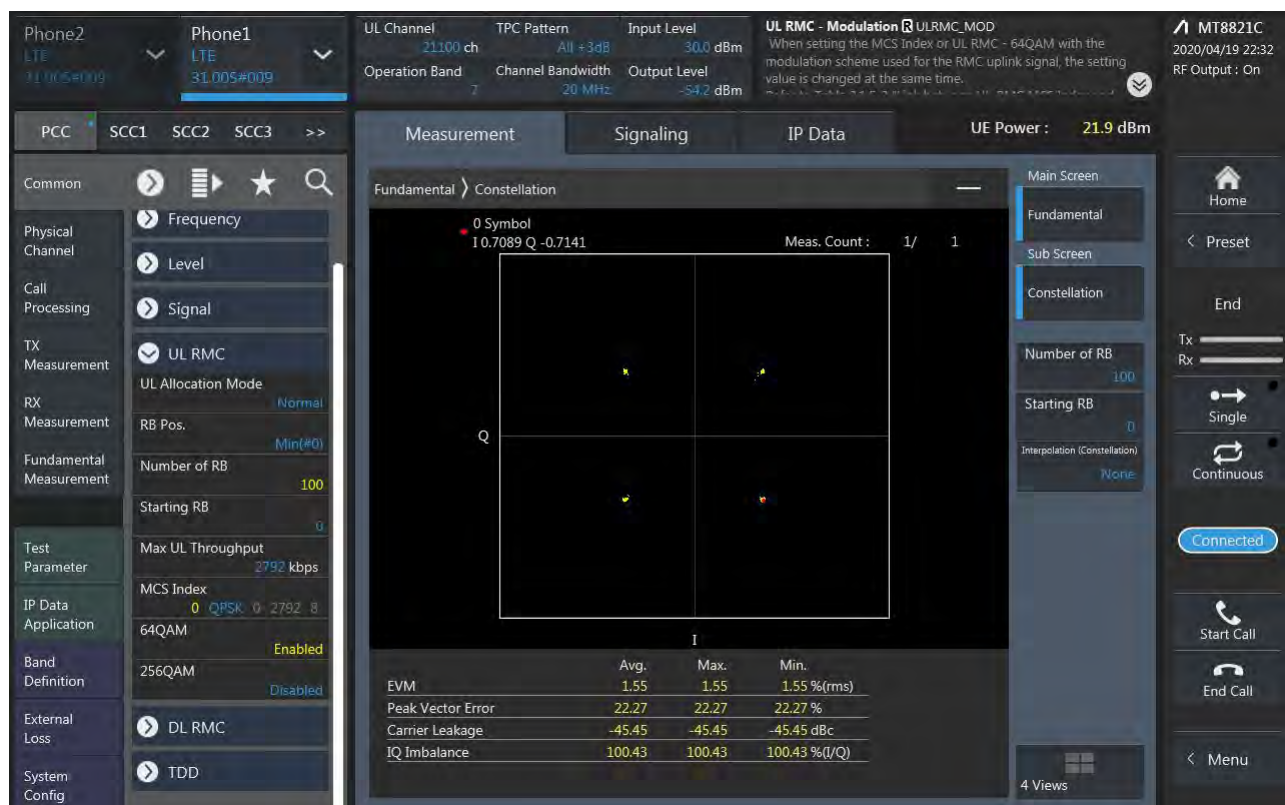 Phone2
LTE
31.005#009
Phone1
LTE
31.005#009
UL Channel
21100 ch
Operation Band
7
TPC Pattern
All +3dB
Channel Bandwidth
20 MHz
Input Level
30.0 dBm
Output Level
-54.2 dBm
UL RMC - Modulation R ULRMC_MOD
When setting the MCS Index or UL RMC - 64QAM with the
modulation scheme used for the RMC uplink signal, the setting
value is changed at the same time.
MT8821C
2020/04/19 22:32
RF Output : On
PCC SCC1 SCC2 SCC3 >>
Measurement Signaling IP Data
UE Power : 21.9 dBm
Common
Physical
Channel
Call
Processing
TX
Measurement
RX
Measurement
Fundamental
Measurement
Test
Parameter
IP Data
Application
Band
Definition
External
Loss
System
Config
Frequency
Level
Signal
UL RMC
UL Allocation Mode
Normal
RB Pos.
Min(#0)
Number of RB
100
Starting RB
0
Max UL Throughput
2792 kbps
MCS Index
0 QPSK 0 2792 8
64QAM
Enabled
256QAM
Disabled
DL RMC
TDD
Fundamental > Constellation
0 Symbol
I 0.7089 Q -0.7141
Meas. Count : 1/ 1
Q
I
Avg. Max. Min.
EVM 1.55 1.55 1.55 %(rms)
Peak Vector Error 22.27 22.27 22.27 %
Carrier Leakage -45.45 -45.45 -45.45 dBc
IQ Imbalance 100.43 100.43 100.43 %(I/Q)
Main Screen
Fundamental
Sub Screen
Constellation
Number of RB
100
Starting RB
0
Interpolation (Constellation)
None
4 Views
Home
< Preset
End
Tx
Rx
Single
Continuous
Connected
Start Call
End Call
< Menu